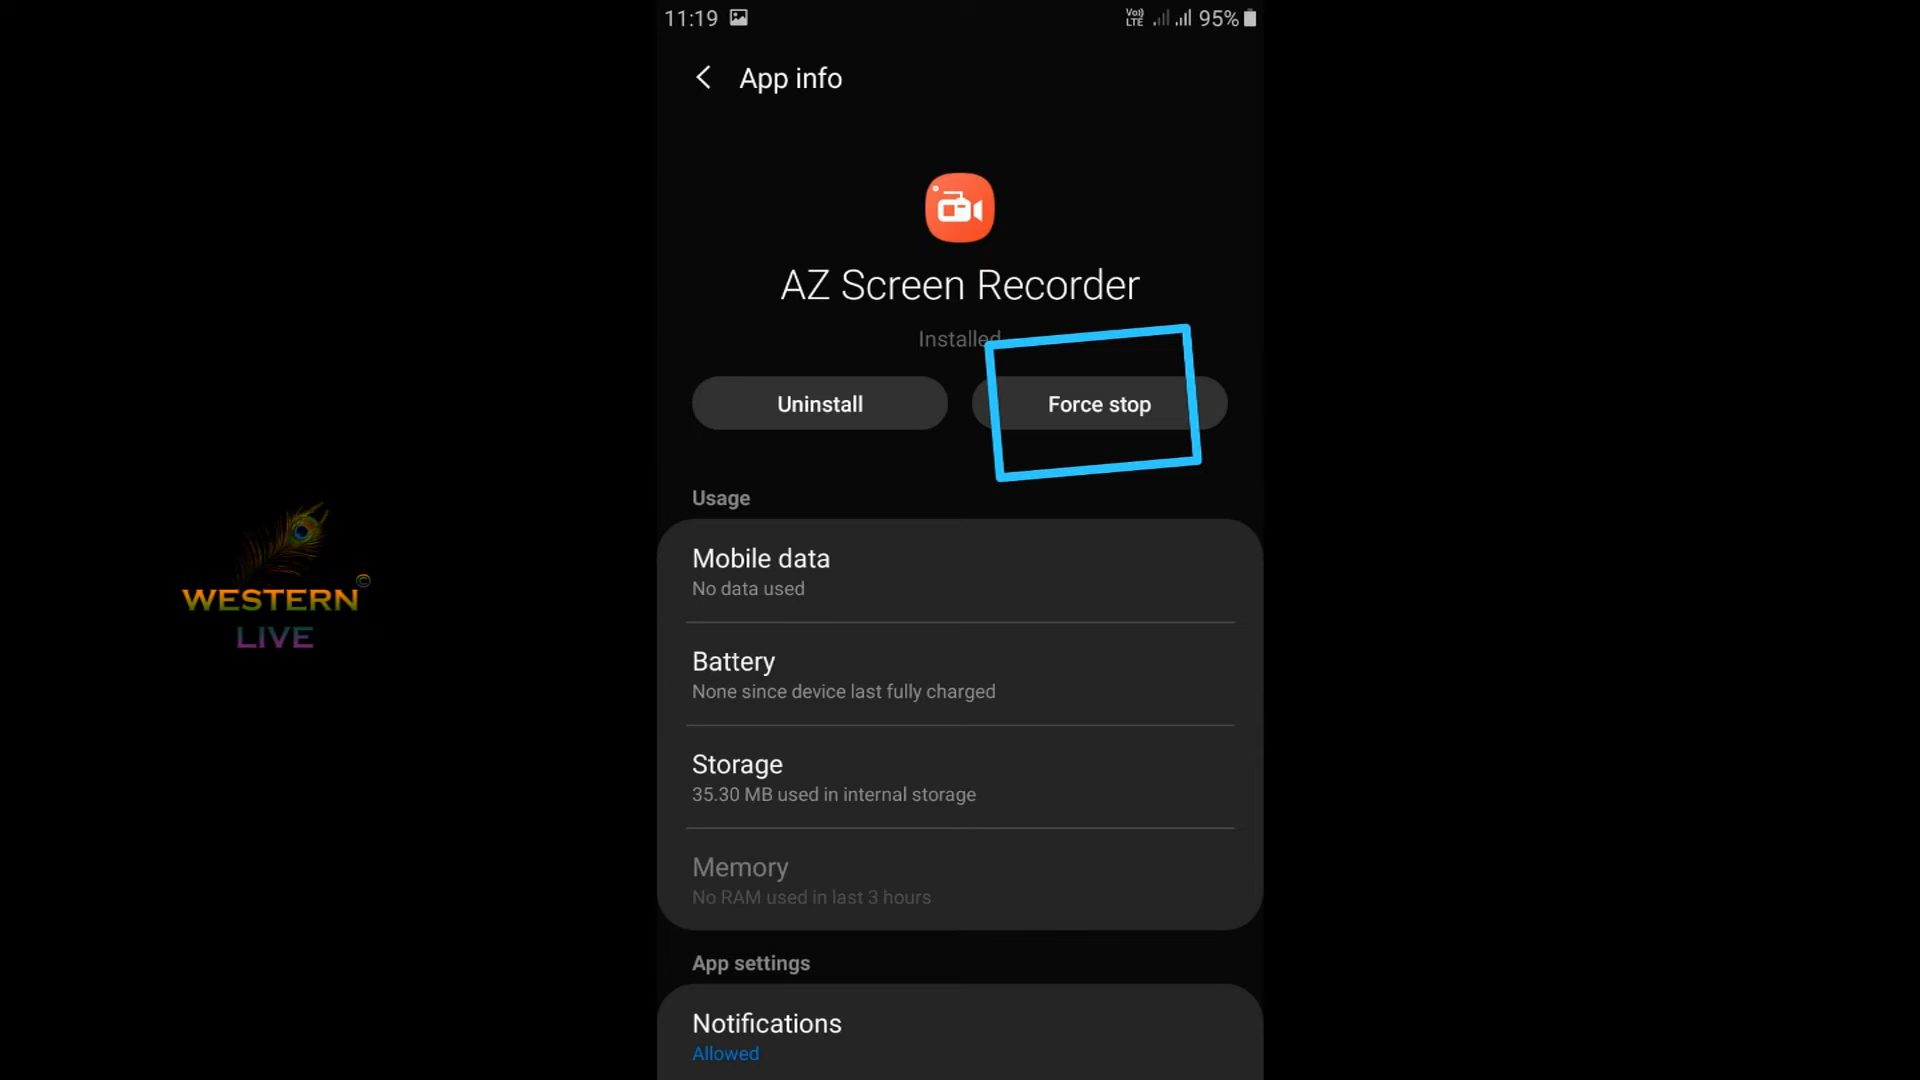 11:19
Vo) LTE 95%
App info
AZ Screen Recorder
Installed
Uninstall
Force stop
Usage
Mobile data
No data used
Battery
None since device last fully charged
Storage
35.30 MB used in internal storage
Memory
No RAM used in last 3 hours
App settings
Notifications
Allowed
WESTERN©
LIVE